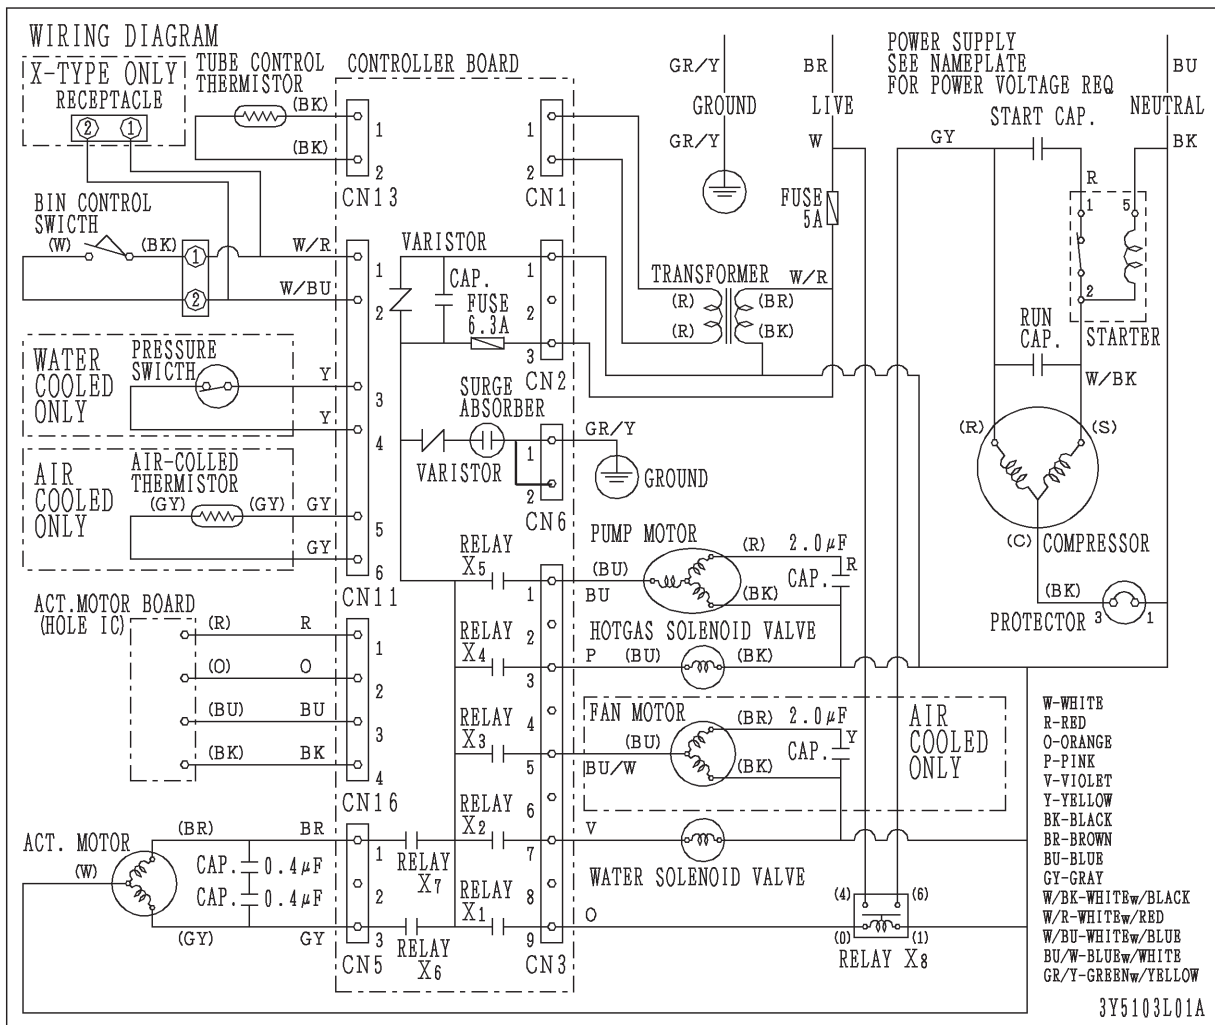 WIRING DIAGRAM
X-TYPE ONLY
RECEPTACLE
2 1
TUBE CONTROL
THERMISTOR
(BK)
(BK)
CONTROLLER BOARD
1
2
CN13
1
2
CN1
GR/Y
GROUND
GR/Y
BR
LIVE
W
FUSE
5A
POWER SUPPLY
SEE NAMEPLATE
FOR POWER VOLTAGE REQ
START CAP.
GY
BU
NEUTRAL
BK
R
1
5
2
STARTER
RUN
CAP.
W/BK
BIN CONTROL
SWICTH
(W)
(BK)
1
2
W/R
W/BU
1
2
VARISTOR
CAP.
FUSE
6.3A
1
2
3
CN2
TRANSFORMER
W/R
(R)
(R)
(BR)
(BK)
WATER
COOLED
ONLY
PRESSURE
SWICTH
Y
Y
3
4
SURGE
ABSORBER
VARISTOR
1
2
CN6
GR/Y
GROUND
(R)
(S)
(C)
COMPRESSOR
(BK)
PROTECTOR
3
1
AIR
COOLED
ONLY
AIR-COLLED
THERMISTOR
(GY)
(GY)
GY
GY
5
6
CN11
RELAY
X5
1
2
PUMP MOTOR
(BU)
BU
(R)
(BK)
2.0μF
R
CAP.
ACT.MOTOR BOARD
(HOLE IC)
(R)
R
(O)
O
(BU)
BU
(BK)
BK
1
2
3
4
CN16
RELAY
X4
3
4
HOTGAS SOLENOID VALVE
P
(BU)
(BK)
RELAY
X3
5
6
FAN MOTOR
(BU)
BU/W
(BR)
(BK)
2.0μF
Y
CAP.
AIR
COOLED
ONLY
ACT. MOTOR
(W)
(BR)
BR
CAP.
0.4μF
CAP.
0.4μF
(GY)
GY
1
2
3
CN5
RELAY
X7
RELAY
X6
RELAY
X2
RELAY
X1
7
8
9
CN3
V
WATER SOLENOID VALVE
O
(4)
(6)
(0)
(1)
RELAY X8
W-WHITE
R-RED
O-ORANGE
P-PINK
V-VIOLET
Y-YELLOW
BK-BLACK
BR-BROWN
BU-BLUE
GY-GRAY
W/BK-WHITEw/BLACK
W/R-WHITEw/RED
W/BU-WHITEw/BLUE
BU/W-BLUEw/WHITE
GR/Y-GREENw/YELLOW
3Y5103L01A